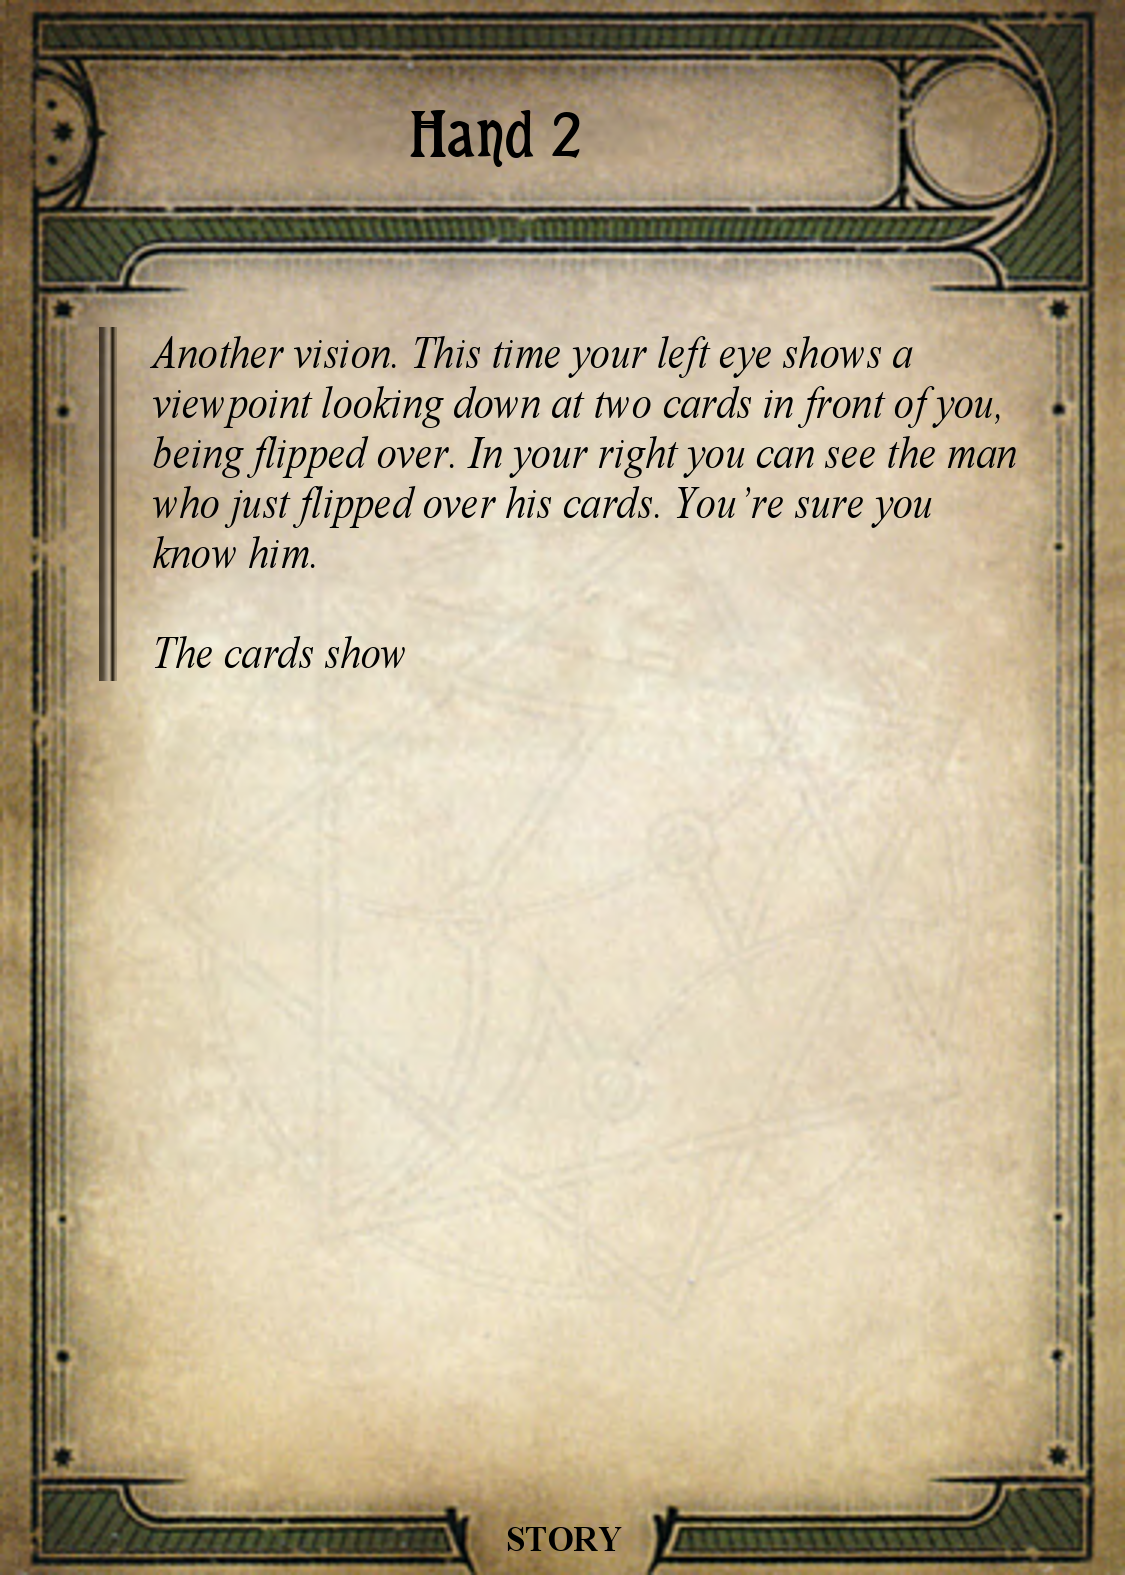 Hand 2
Another vision. This time your left eye shows a
viewpoint looking down at two cards in front of you,
being flipped over. In your right you can see the man
who just flipped over his cards. You’re sure you
know him.
The cards show
STORY